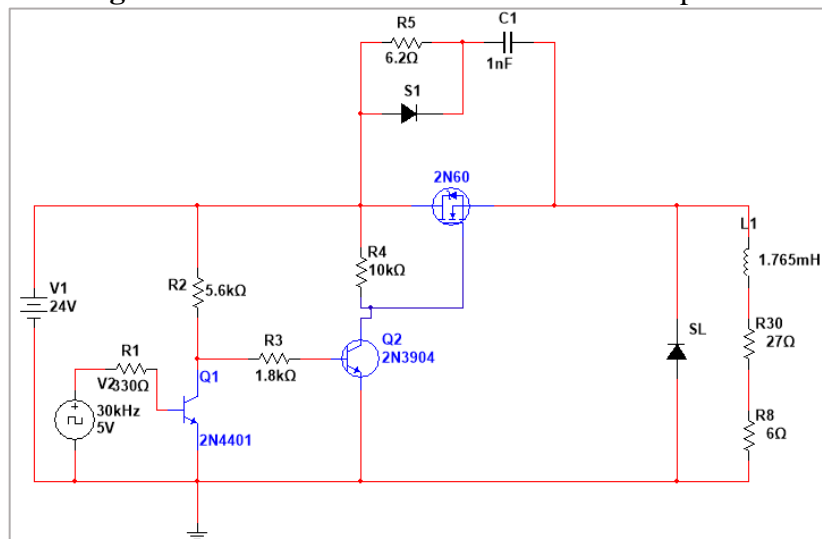 R5
6.2Ω
C1
1nF
S1
2N60
L1
1.765mH
R4
10kΩ
R2
5.6kΩ
V1
24V
R3
1.8kΩ
Q2
2N3904
SL
R30
27Ω
R1
330Ω
V2
Q1
30kHz
5V
2N4401
R8
6Ω